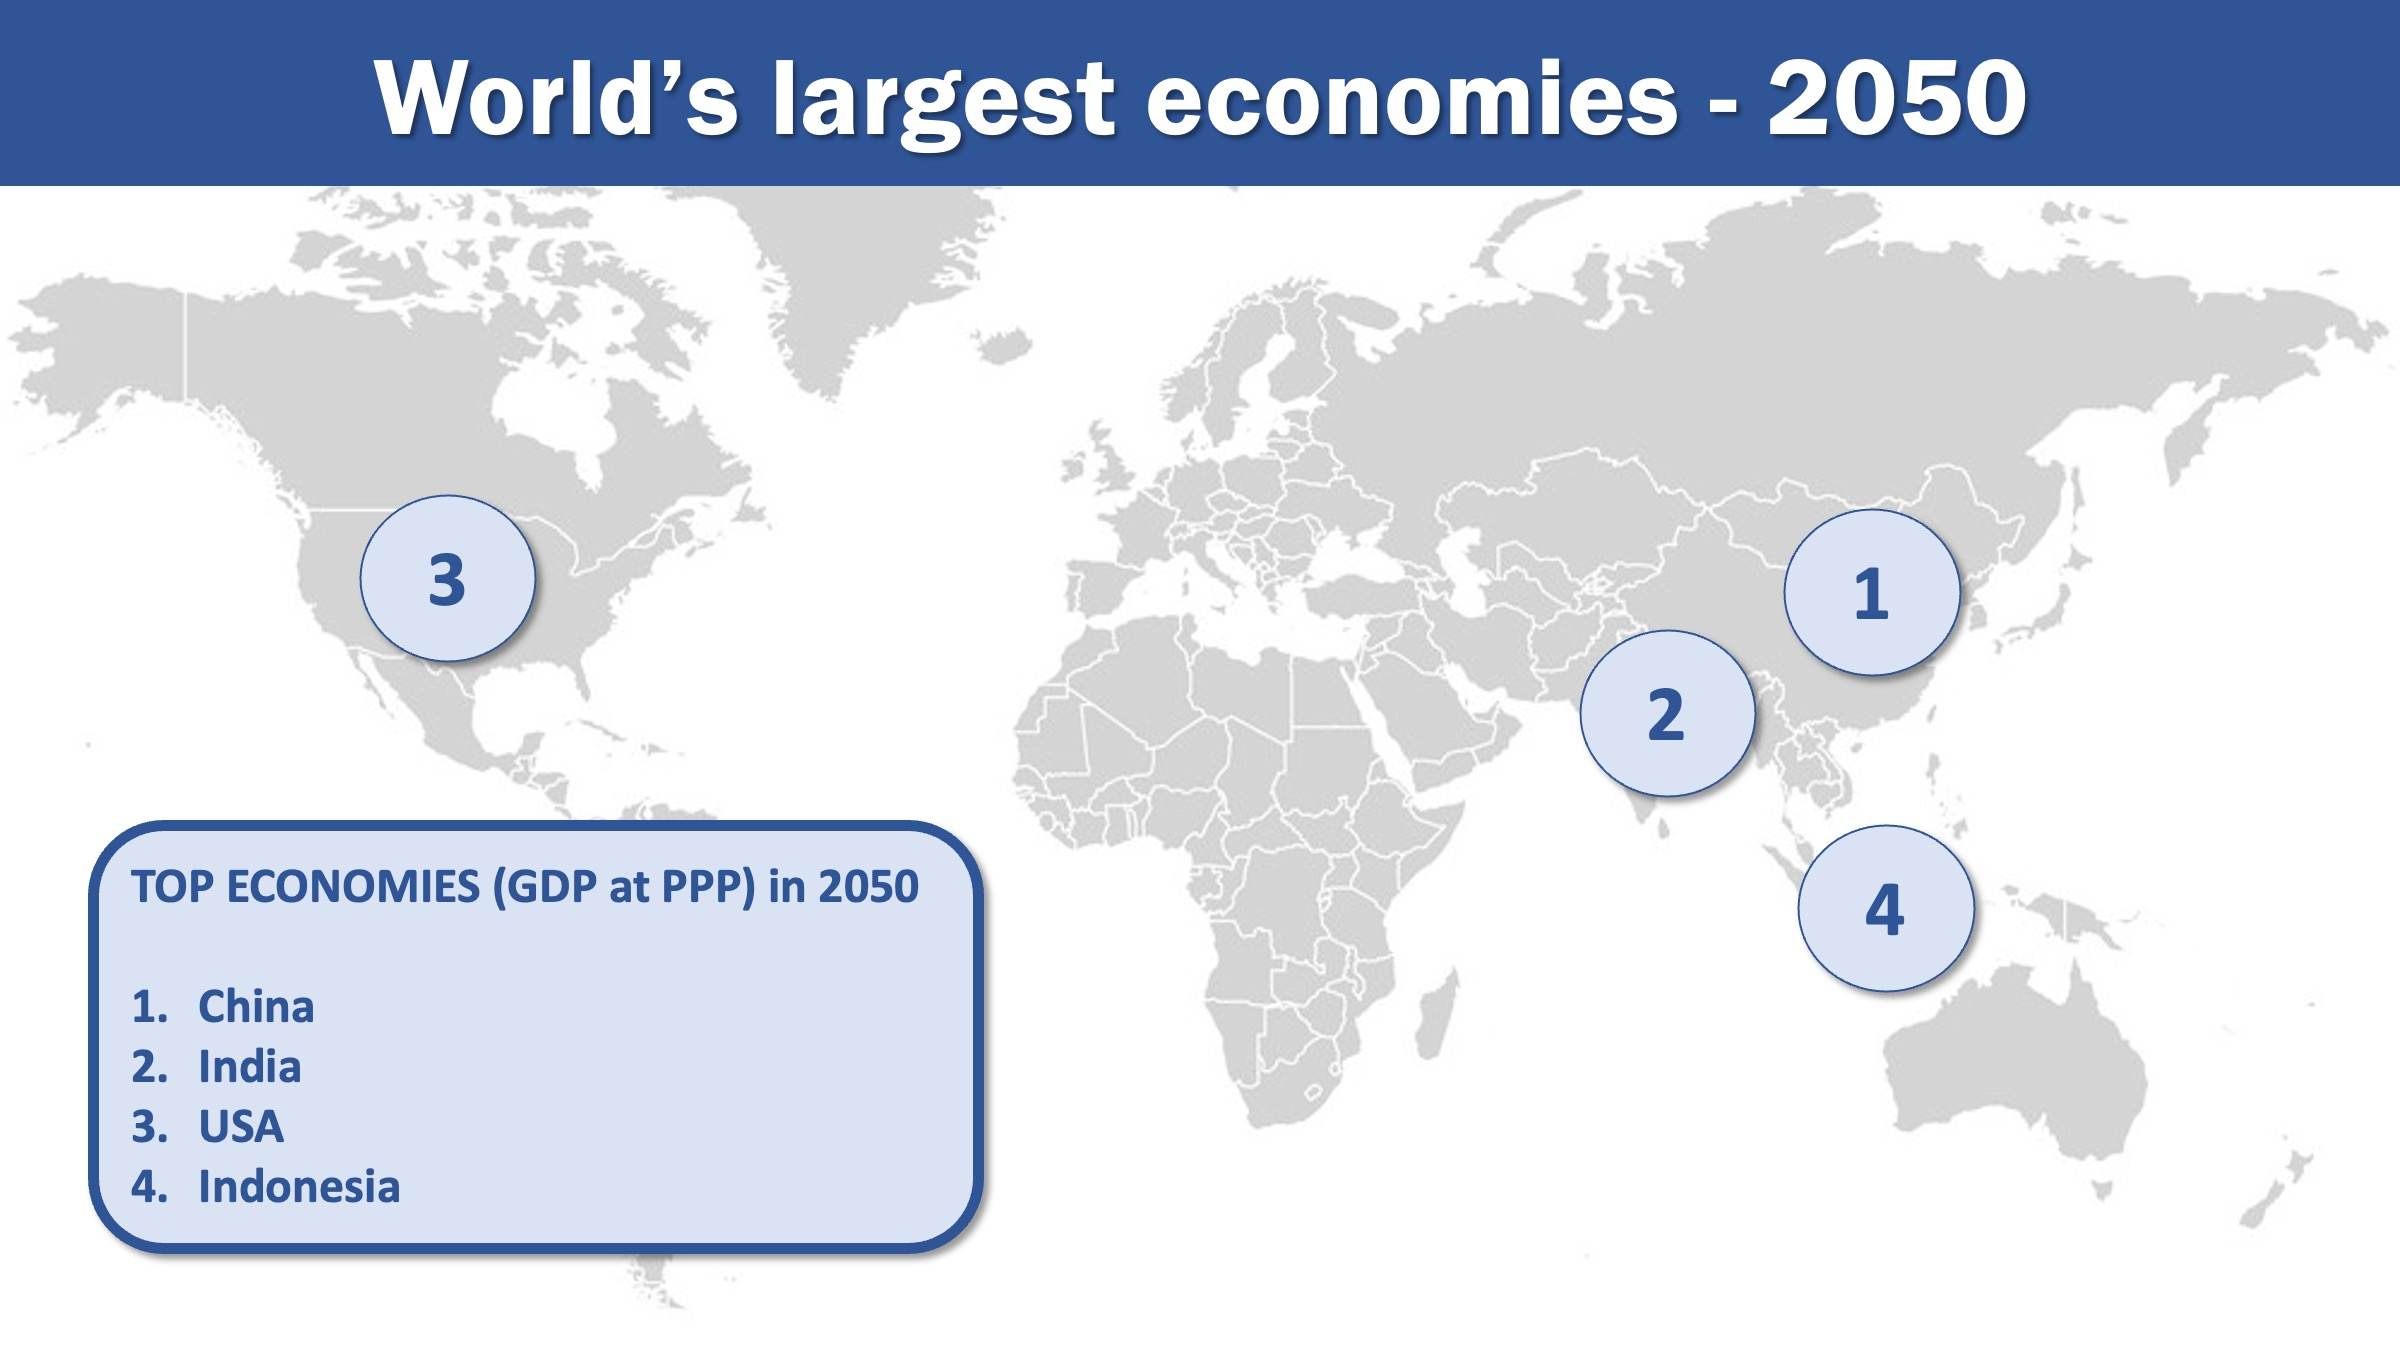 World’s largest economies - 2050
3
1
2
4
TOP ECONOMIES (GDP at PPP) in 2050
1. China
2. India
3. USA
4. Indonesia